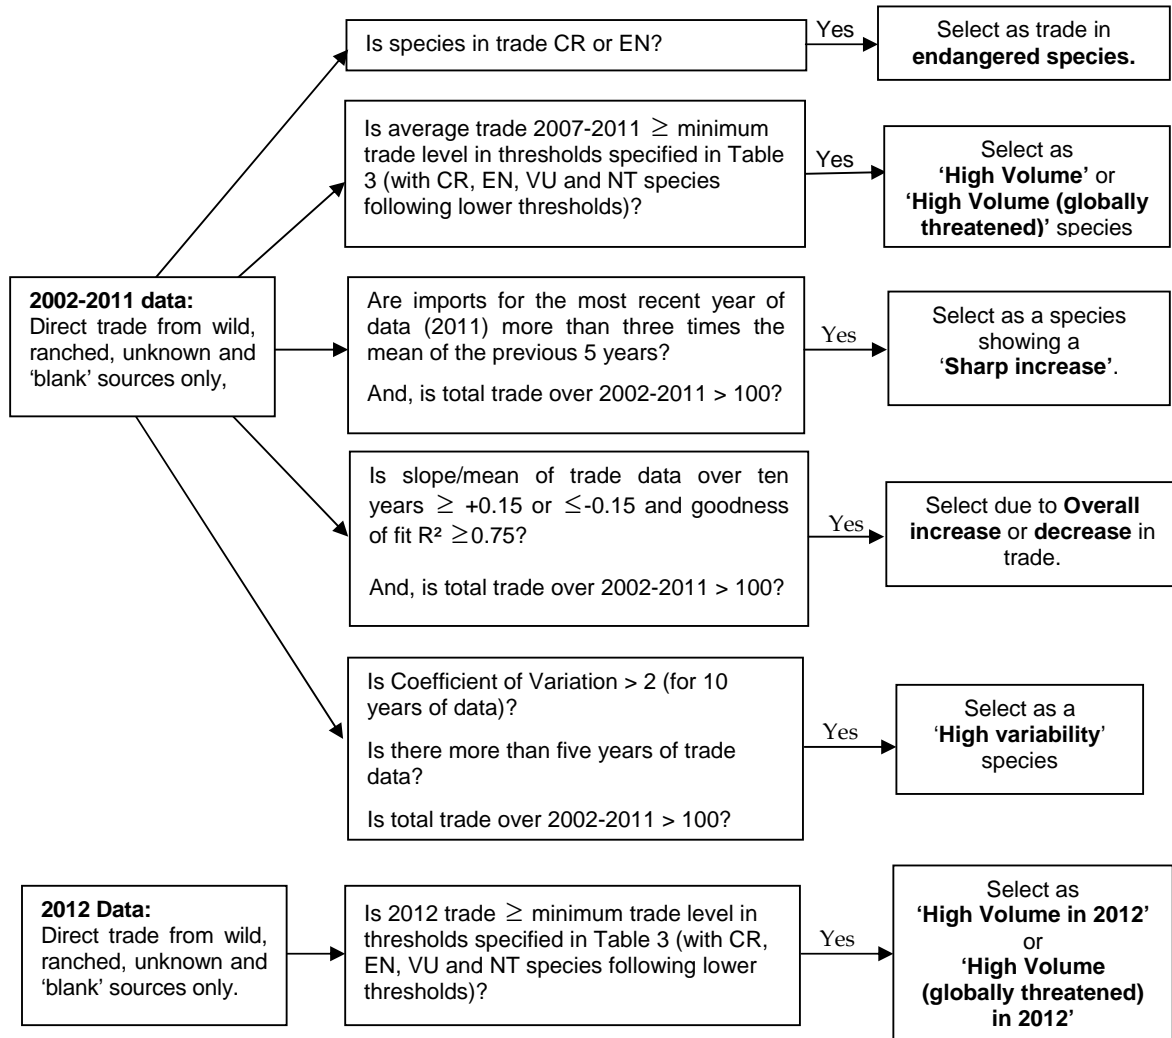 Is species in trade CR or EN?
Yes
Select as trade in
endangered species.
Is average trade 2007-2011 ≥ minimum
trade level in thresholds specified in Table
3 (with CR, EN, VU and NT species
following lower thresholds)?
Yes
Select as
‘High Volume’ or
‘High Volume (globally
threatened)’ species
2002-2011 data:
Direct trade from wild,
ranched, unknown and
‘blank’ sources only,
Are imports for the most recent year of
data (2011) more than three times the
mean of the previous 5 years?
And, is total trade over 2002-2011 > 100?
Yes
Select as a species
showing a
‘Sharp increase’.
Is slope/mean of trade data over ten
years ≥ +0.15 or ≤-0.15 and goodness
of fit R² ≥0.75?
And, is total trade over 2002-2011 > 100?
Yes
Select due to Overall
increase or decrease in
trade.
Is Coefficient of Variation > 2 (for 10
years of data)?
Is there more than five years of trade
data?
Is total trade over 2002-2011 > 100?
Yes
Select as a
‘High variability’
species
2012 Data:
Direct trade from wild,
ranched, unknown and
‘blank’ sources only.
Is 2012 trade ≥ minimum trade level in
thresholds specified in Table 3 (with CR,
EN, VU and NT species following lower
thresholds)?
Yes
Select as
‘High Volume in 2012’
or
‘High Volume
(globally threatened)
in 2012’